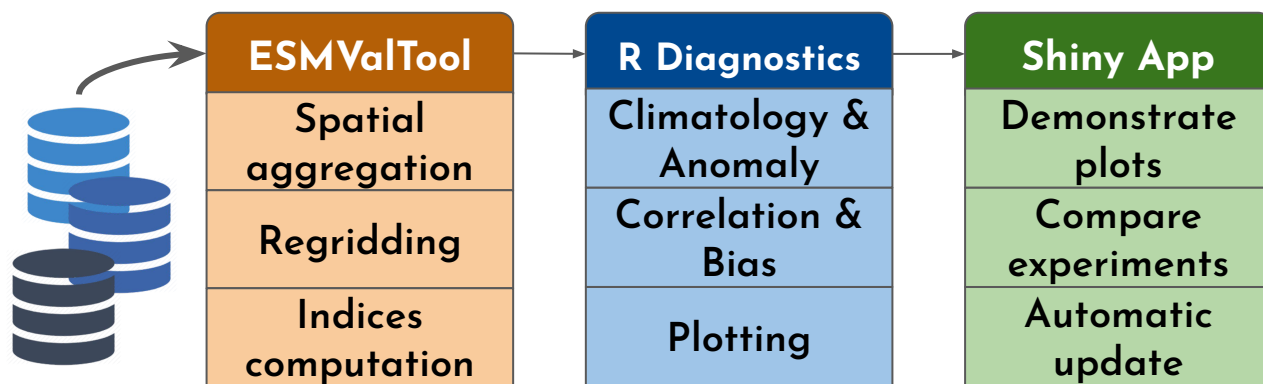 ESMValTool
Spatial
aggregation
Regridding
Indices
computation
R Diagnostics
Climatology &
Anomaly
Correlation &
Bias
Plotting
Shiny App
Demonstrate
plots
Compare
experiments
Automatic
update